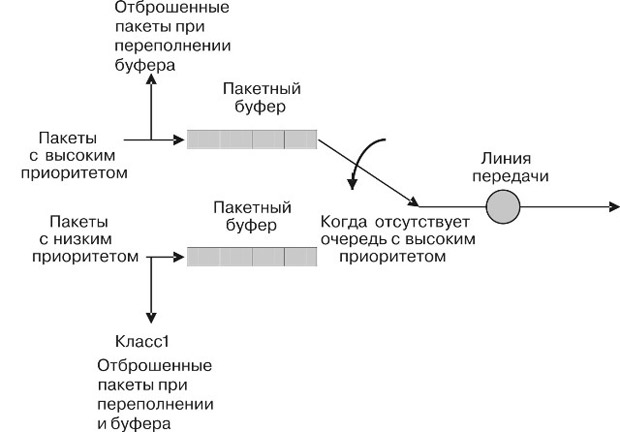 Отброшенные
пакеты при
переполнении
буфера
Пакетный
буфер
Пакеты
с высоким
приоритетом
Линия
передачи
Пакеты
с низким
приоритетом
Пакетный
буфер
Когда отсутствует
очередь с высоким
приоритетом
Класс1
Отброшенные
пакеты при
переполнении
и буфера